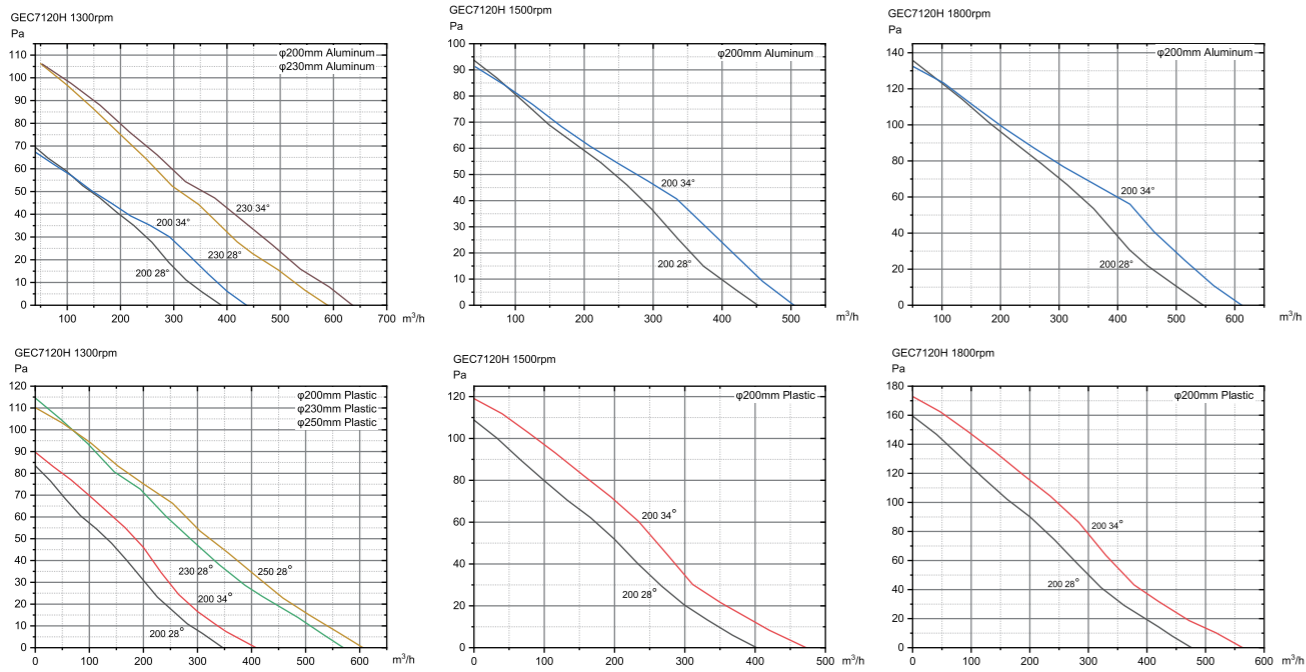 GEC7120H 1300rpm
Pa
φ200mm Aluminum
φ230mm Aluminum
115
105
95
85
70
60
50
40
30
20
10
0
230 34°
200 34°
230 28°
200 28°
100 200 300 400 500 600 700 m³/h
GEC7120H 1500rpm
Pa
φ200mm Aluminum
100
90
80
70
60
50
40
30
20
10
0
200 34°
200 28°
100 200 300 400 500 m³/h
GEC7120H 1800rpm
Pa
φ200mm Aluminum
140
120
100
80
60
40
20
0
200 34°
200 28°
100 200 300 400 500 600 m³/h
GEC7120H 1300rpm
Pa
φ200mm Plastic
φ230mm Plastic
φ250mm Plastic
120
110
100
90
80
70
60
50
40
30
20
10
0
230 28°
250 28°
200 34°
200 28°
0 100 200 300 400 500 600 m³/h
GEC7120H 1500rpm
Pa
φ200mm Plastic
120
100
80
60
40
20
0
200 34°
200 28°
0 100 200 300 400 500 m³/h
GEC7120H 1800rpm
Pa
φ200mm Plastic
180
160
140
120
100
80
60
40
20
0
200 34°
200 28°
0 100 200 300 400 500 600 m³/h